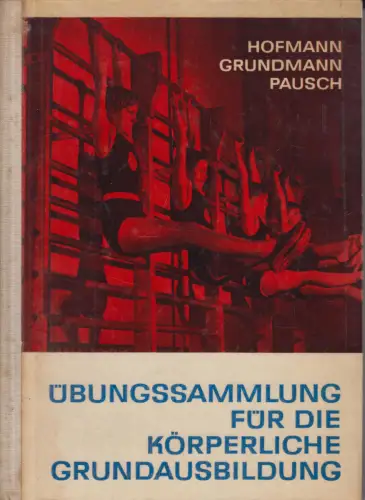 HOFMANN
GRUNDMANN
PAUSCH
ÜBUNGSSAMMLUNG
FÜR DIE
KÖRPERLICHE
GRUNDAUSBILDUNG